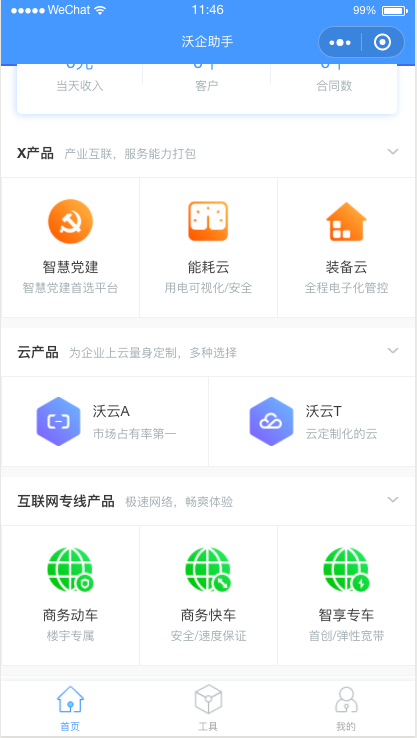 WeChat 11:46 99%
沃企助手
当天收入 客户 合同数
X产品 产业互联，服务能力打包
智慧党建 能耗云 装备云
智慧党建首选平台 用电可视化/安全 全程电子化管控
云产品 为企业上云量身定制，多种选择
沃云A 沃云T
市场占有率第一 云定制化的云
互联网专线产品 极速网络，畅爽体验
商务动车 商务快车 智享专车
楼宇专属 安全/速度保证 首创/弹性宽带
首页 工具 我的